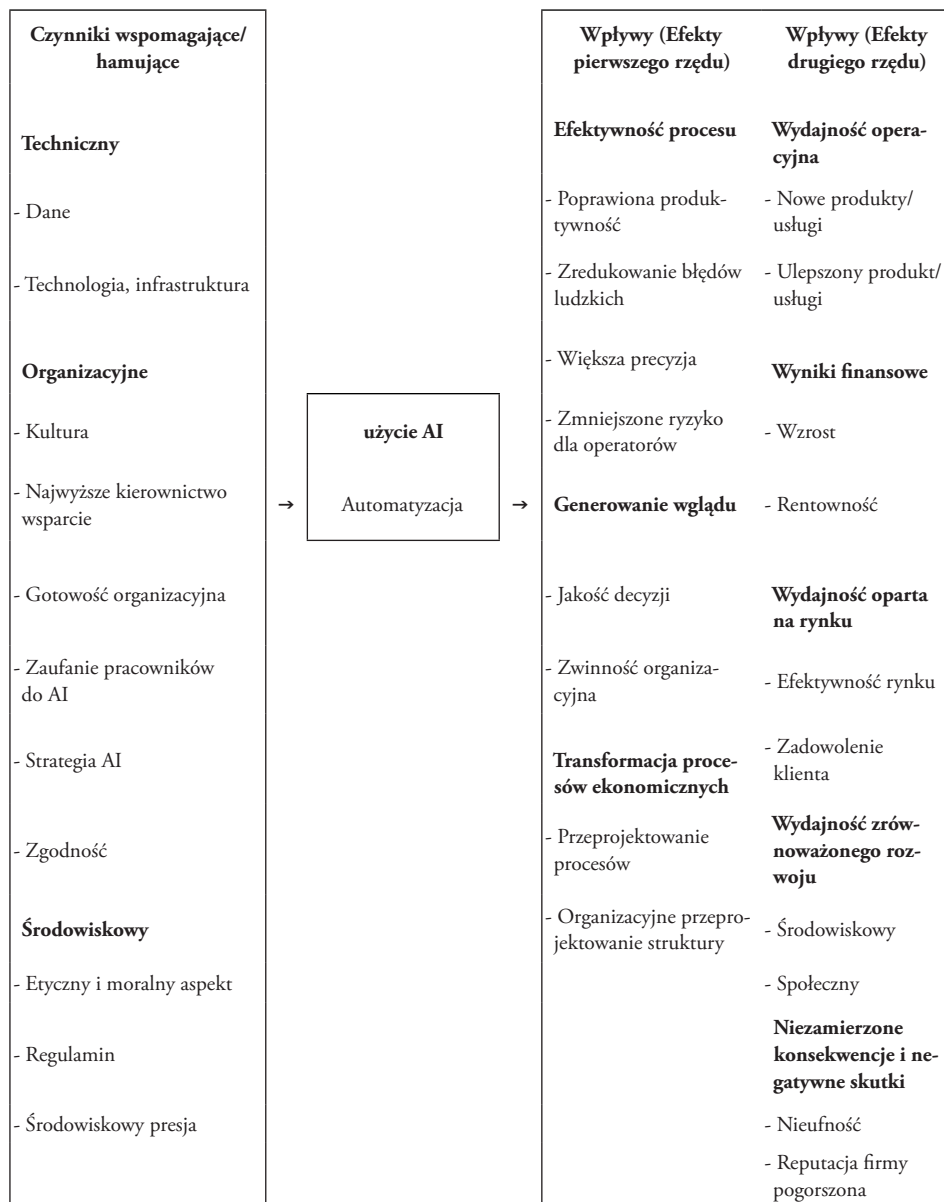 Czynniki wspomagające/
hamujące
Techniczny
- Dane
- Technologia, infrastruktura
Organizacyjne
- Kultura
- Najwyższe kierownictwo
wsparcie
- Gotowość organizacyjna
- Zaufanie pracowników
do AI
- Strategia AI
- Zgodność
Środowiskowy
- Etyczny i moralny aspekt
- Regulamin
- Środowiskowy presja
→
użycie AI
Automatyzacja
→
Wpływy (Efekty
pierwszego rzędu)
Efektywność procesu
- Poprawiona produk-
tywność
- Zredukowanie błędów
ludzkich
- Większa precyzja
- Zmniejszone ryzyko
dla operatorów
Generowanie wglądu
- Jakość decyzji
- Zwinność organiza-
cyjna
Transformacja proce-
sów ekonomicznych
- Przeprojektowanie
procesów
- Organizacyjne przepro-
jektowanie struktury
Wpływy (Efekty
drugiego rzędu)
Wydajność opera-
cyjna
- Nowe produkty/
usługi
- Ulepszony produkt/
usługi
Wyniki finansowe
- Wzrost
- Rentowność
Wydajność oparta
na rynku
- Efektywność rynku
- Zadowolenie
klienta
Wydajność zrów-
noważonego roz-
woju
- Środowiskowy
- Społeczny
Niezamierzone
konsekwencje i ne-
gatywne skutki
- Nieufność
- Reputacja firmy
pogorszona